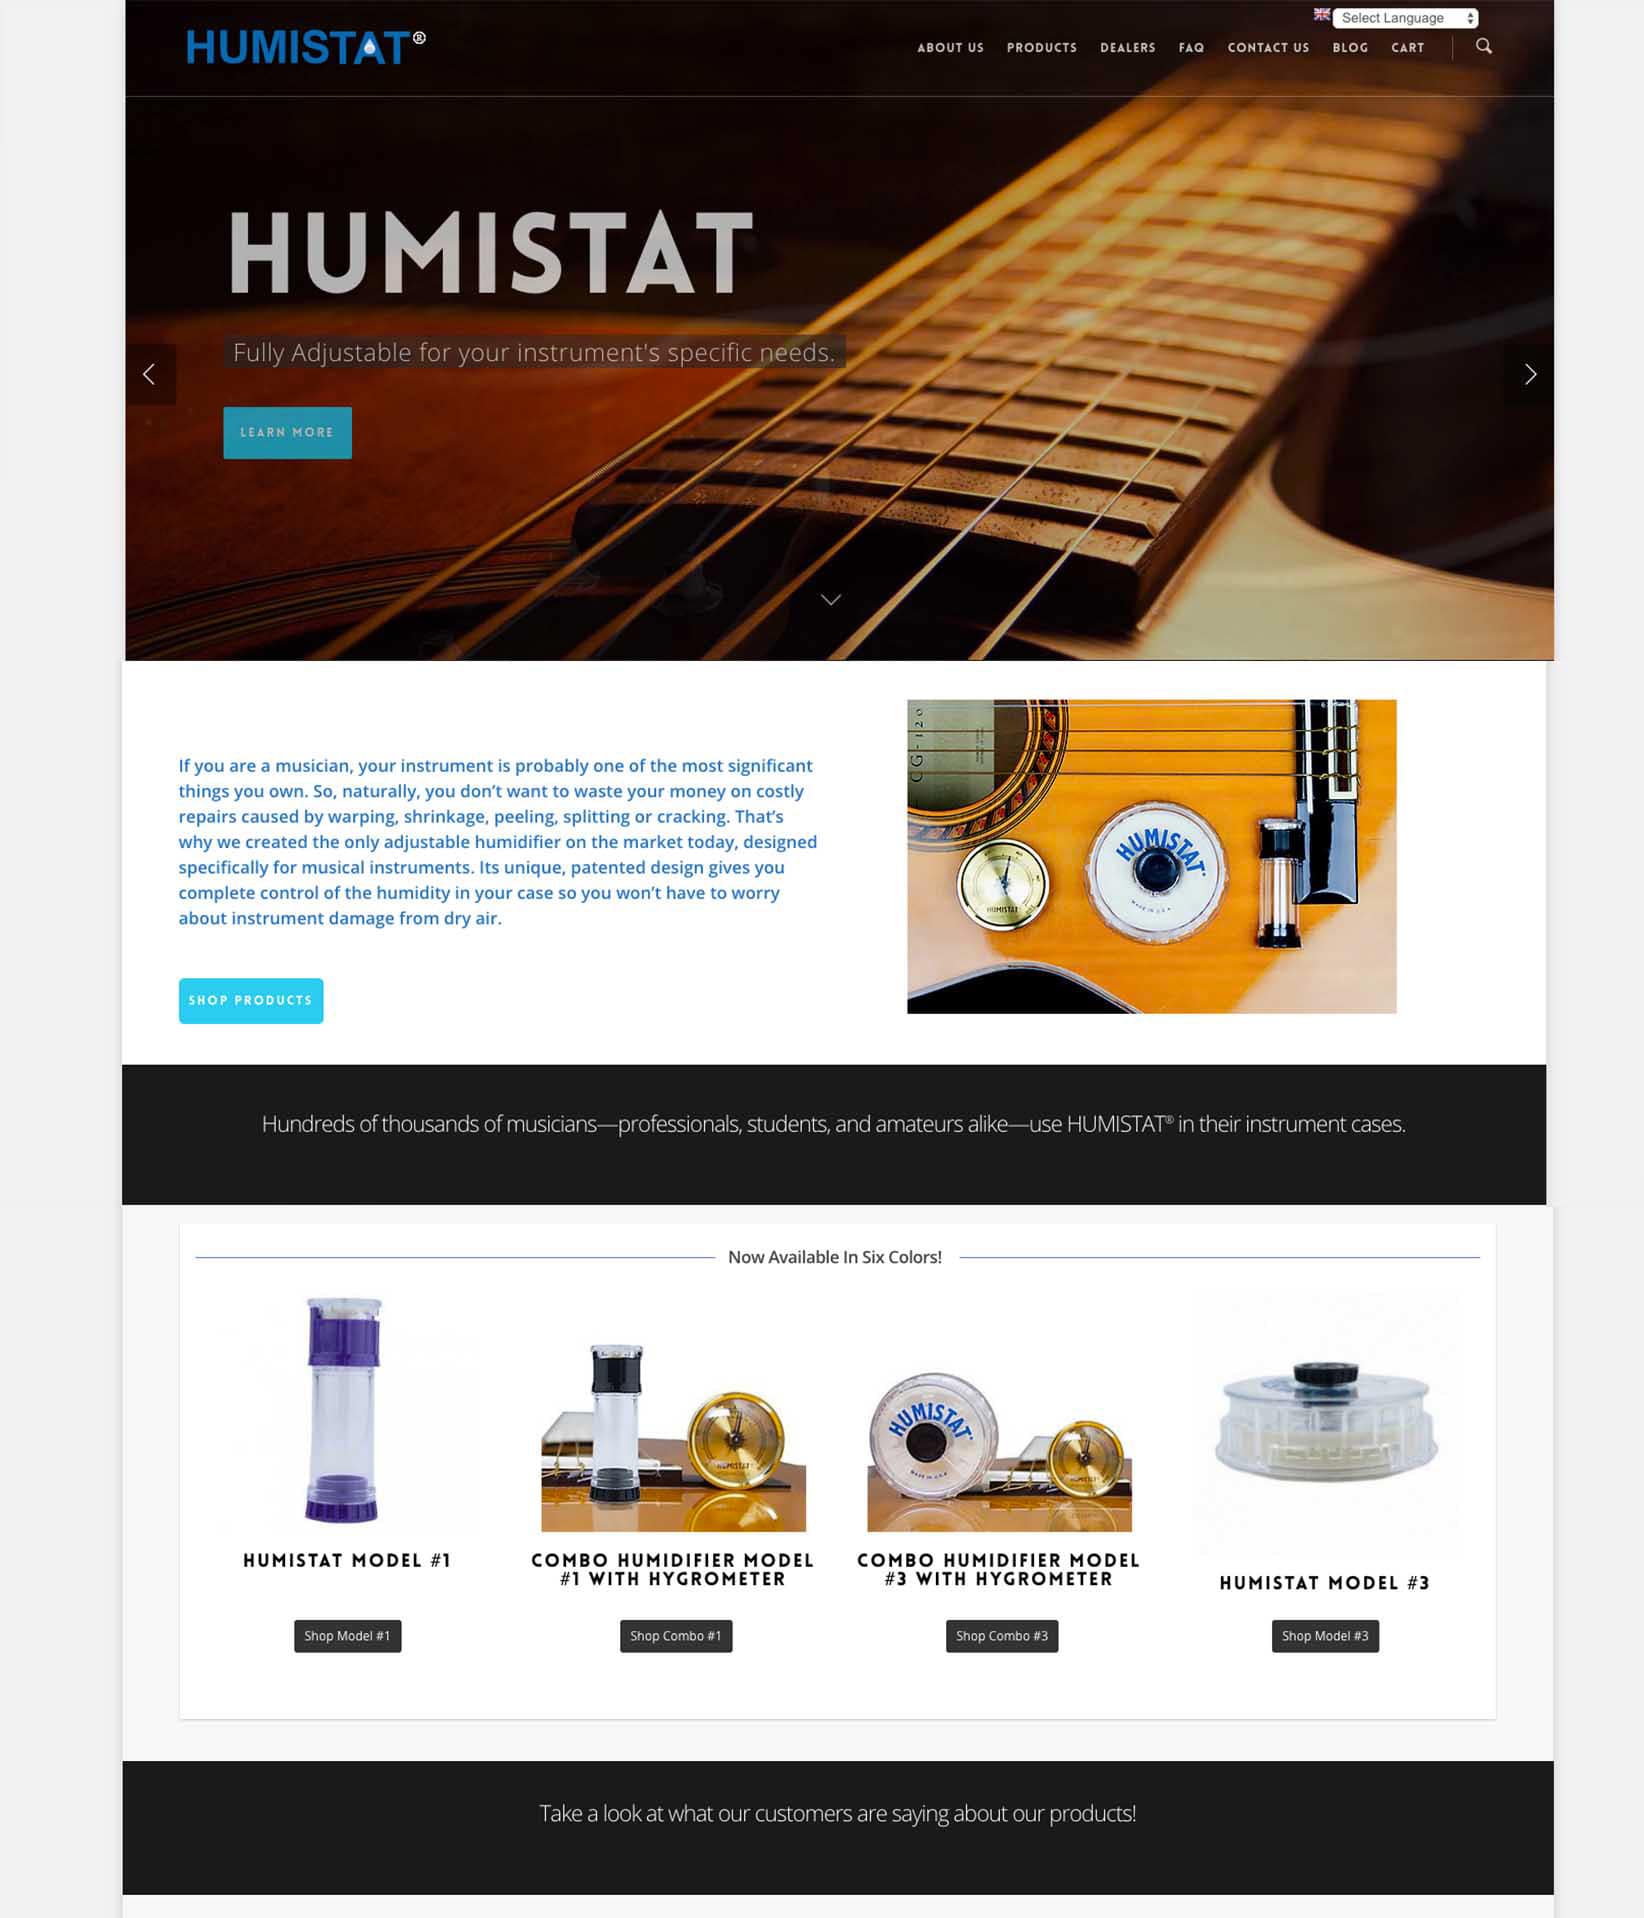 Select Language
HUMISTAT®
ABOUT US PRODUCTS DEALERS FAQ CONTACT US BLOG CART
HUMISTAT
Fully Adjustable for your instrument's specific needs.
LEARN MORE
If you are a musician, your instrument is probably one of the most significant
things you own. So, naturally, you don’t want to waste your money on costly
repairs caused by warping, shrinkage, peeling, splitting or cracking. That’s
why we created the only adjustable humidifier on the market today, designed
specifically for musical instruments. Its unique, patented design gives you
complete control of the humidity in your case so you won’t have to worry
about instrument damage from dry air.
SHOP PRODUCTS
CG-120
HUMISTAT
HUMISTAT
MADE IN U.S.A.
Hundreds of thousands of musicians—professionals, students, and amateurs alike—use HUMISTAT® in their instrument cases.
Now Available In Six Colors!
HUMISTAT
HUMISTAT
MADE IN U.S.A.
HUMISTAT
HUMISTAT MODEL #1
COMBO HUMIDIFIER MODEL
#1 WITH HYGROMETER
COMBO HUMIDIFIER MODEL
#3 WITH HYGROMETER
HUMISTAT MODEL #3
Shop Model #1
Shop Combo #1
Shop Combo #3
Shop Model #3
Take a look at what our customers are saying about our products!